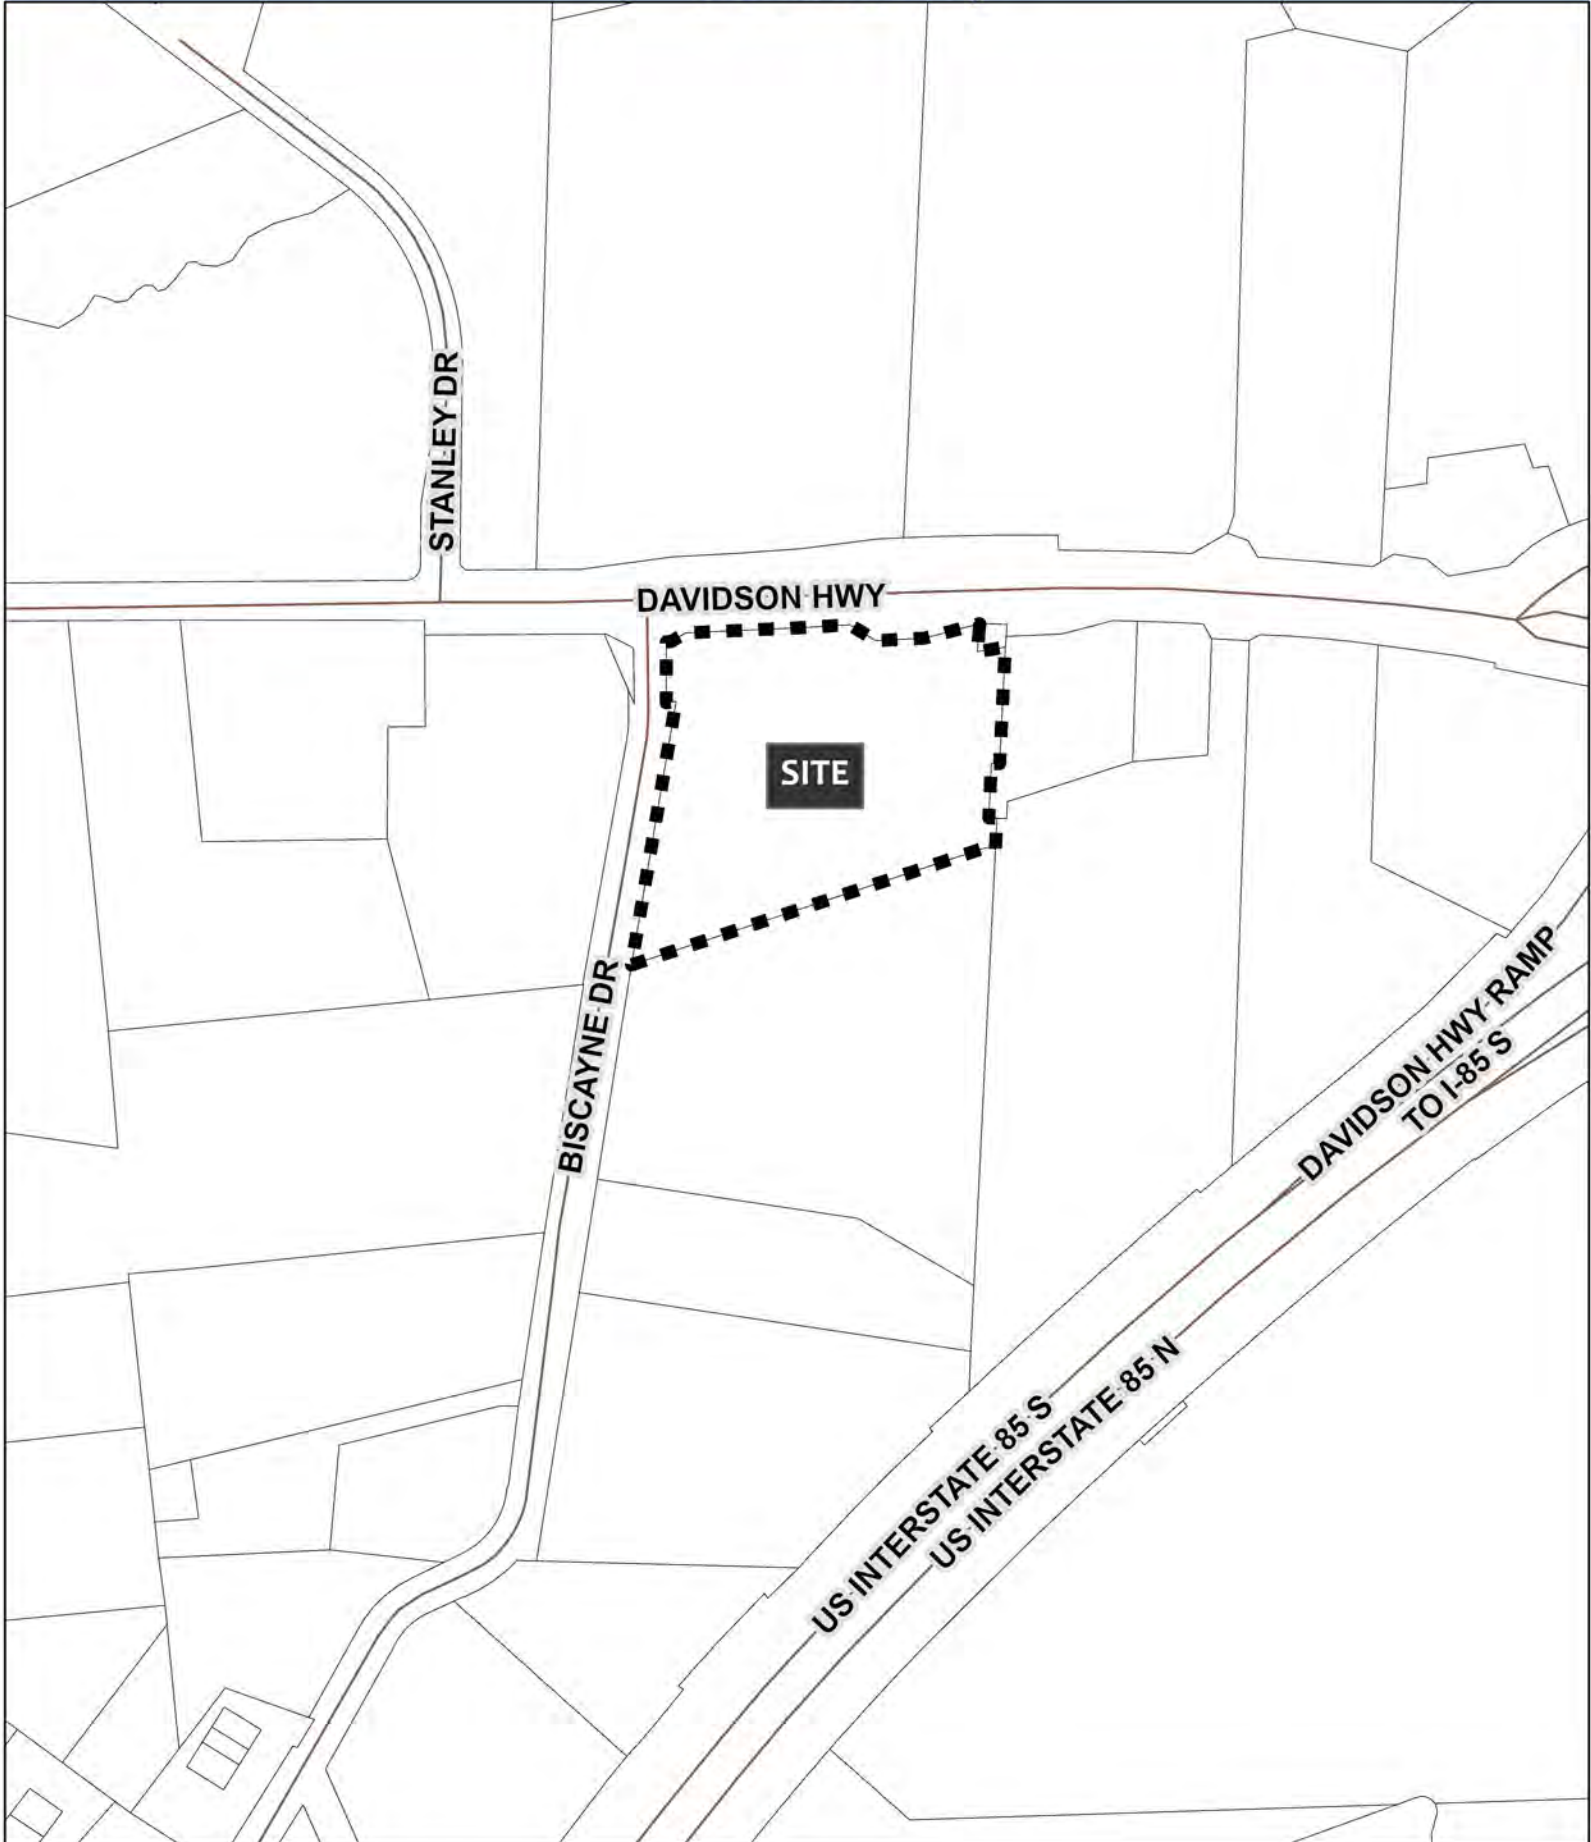 STANLEY DR
DAVIDSON HWY
SITE
BISCAYNE DR
DAVIDSON HWY RAMP
TO I-85 S
US INTERSTATE 85 S
US INTERSTATE 85 N